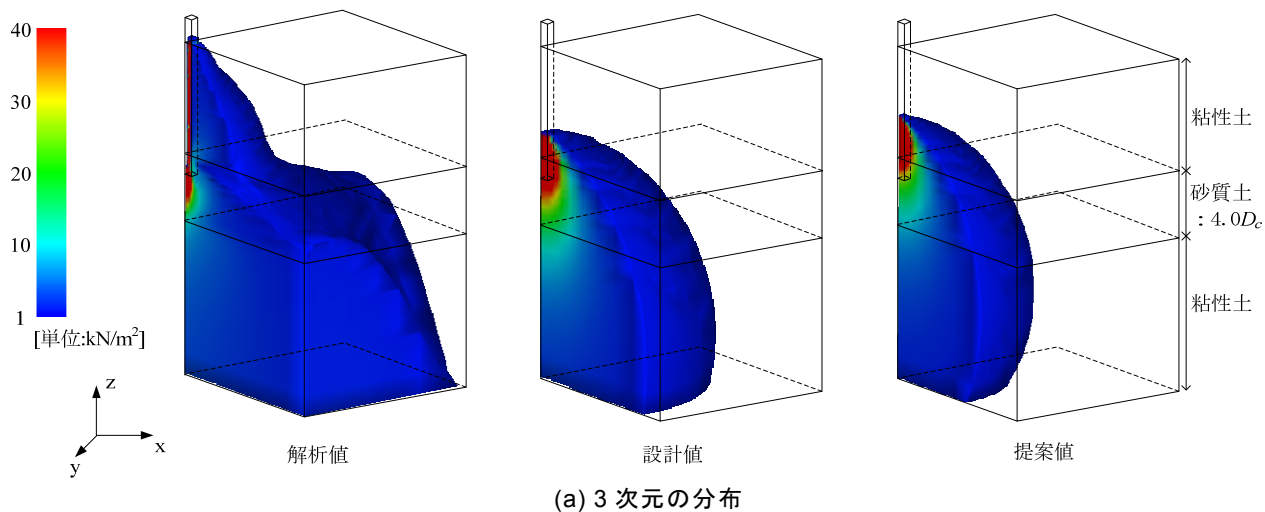 40
30
20
10
1
[単位:kN/m²]
z
x
y
解析値
設計値
提案値
粘性土
砂質土
: 4.0D_c
粘性土
(a) 3 次元の分布